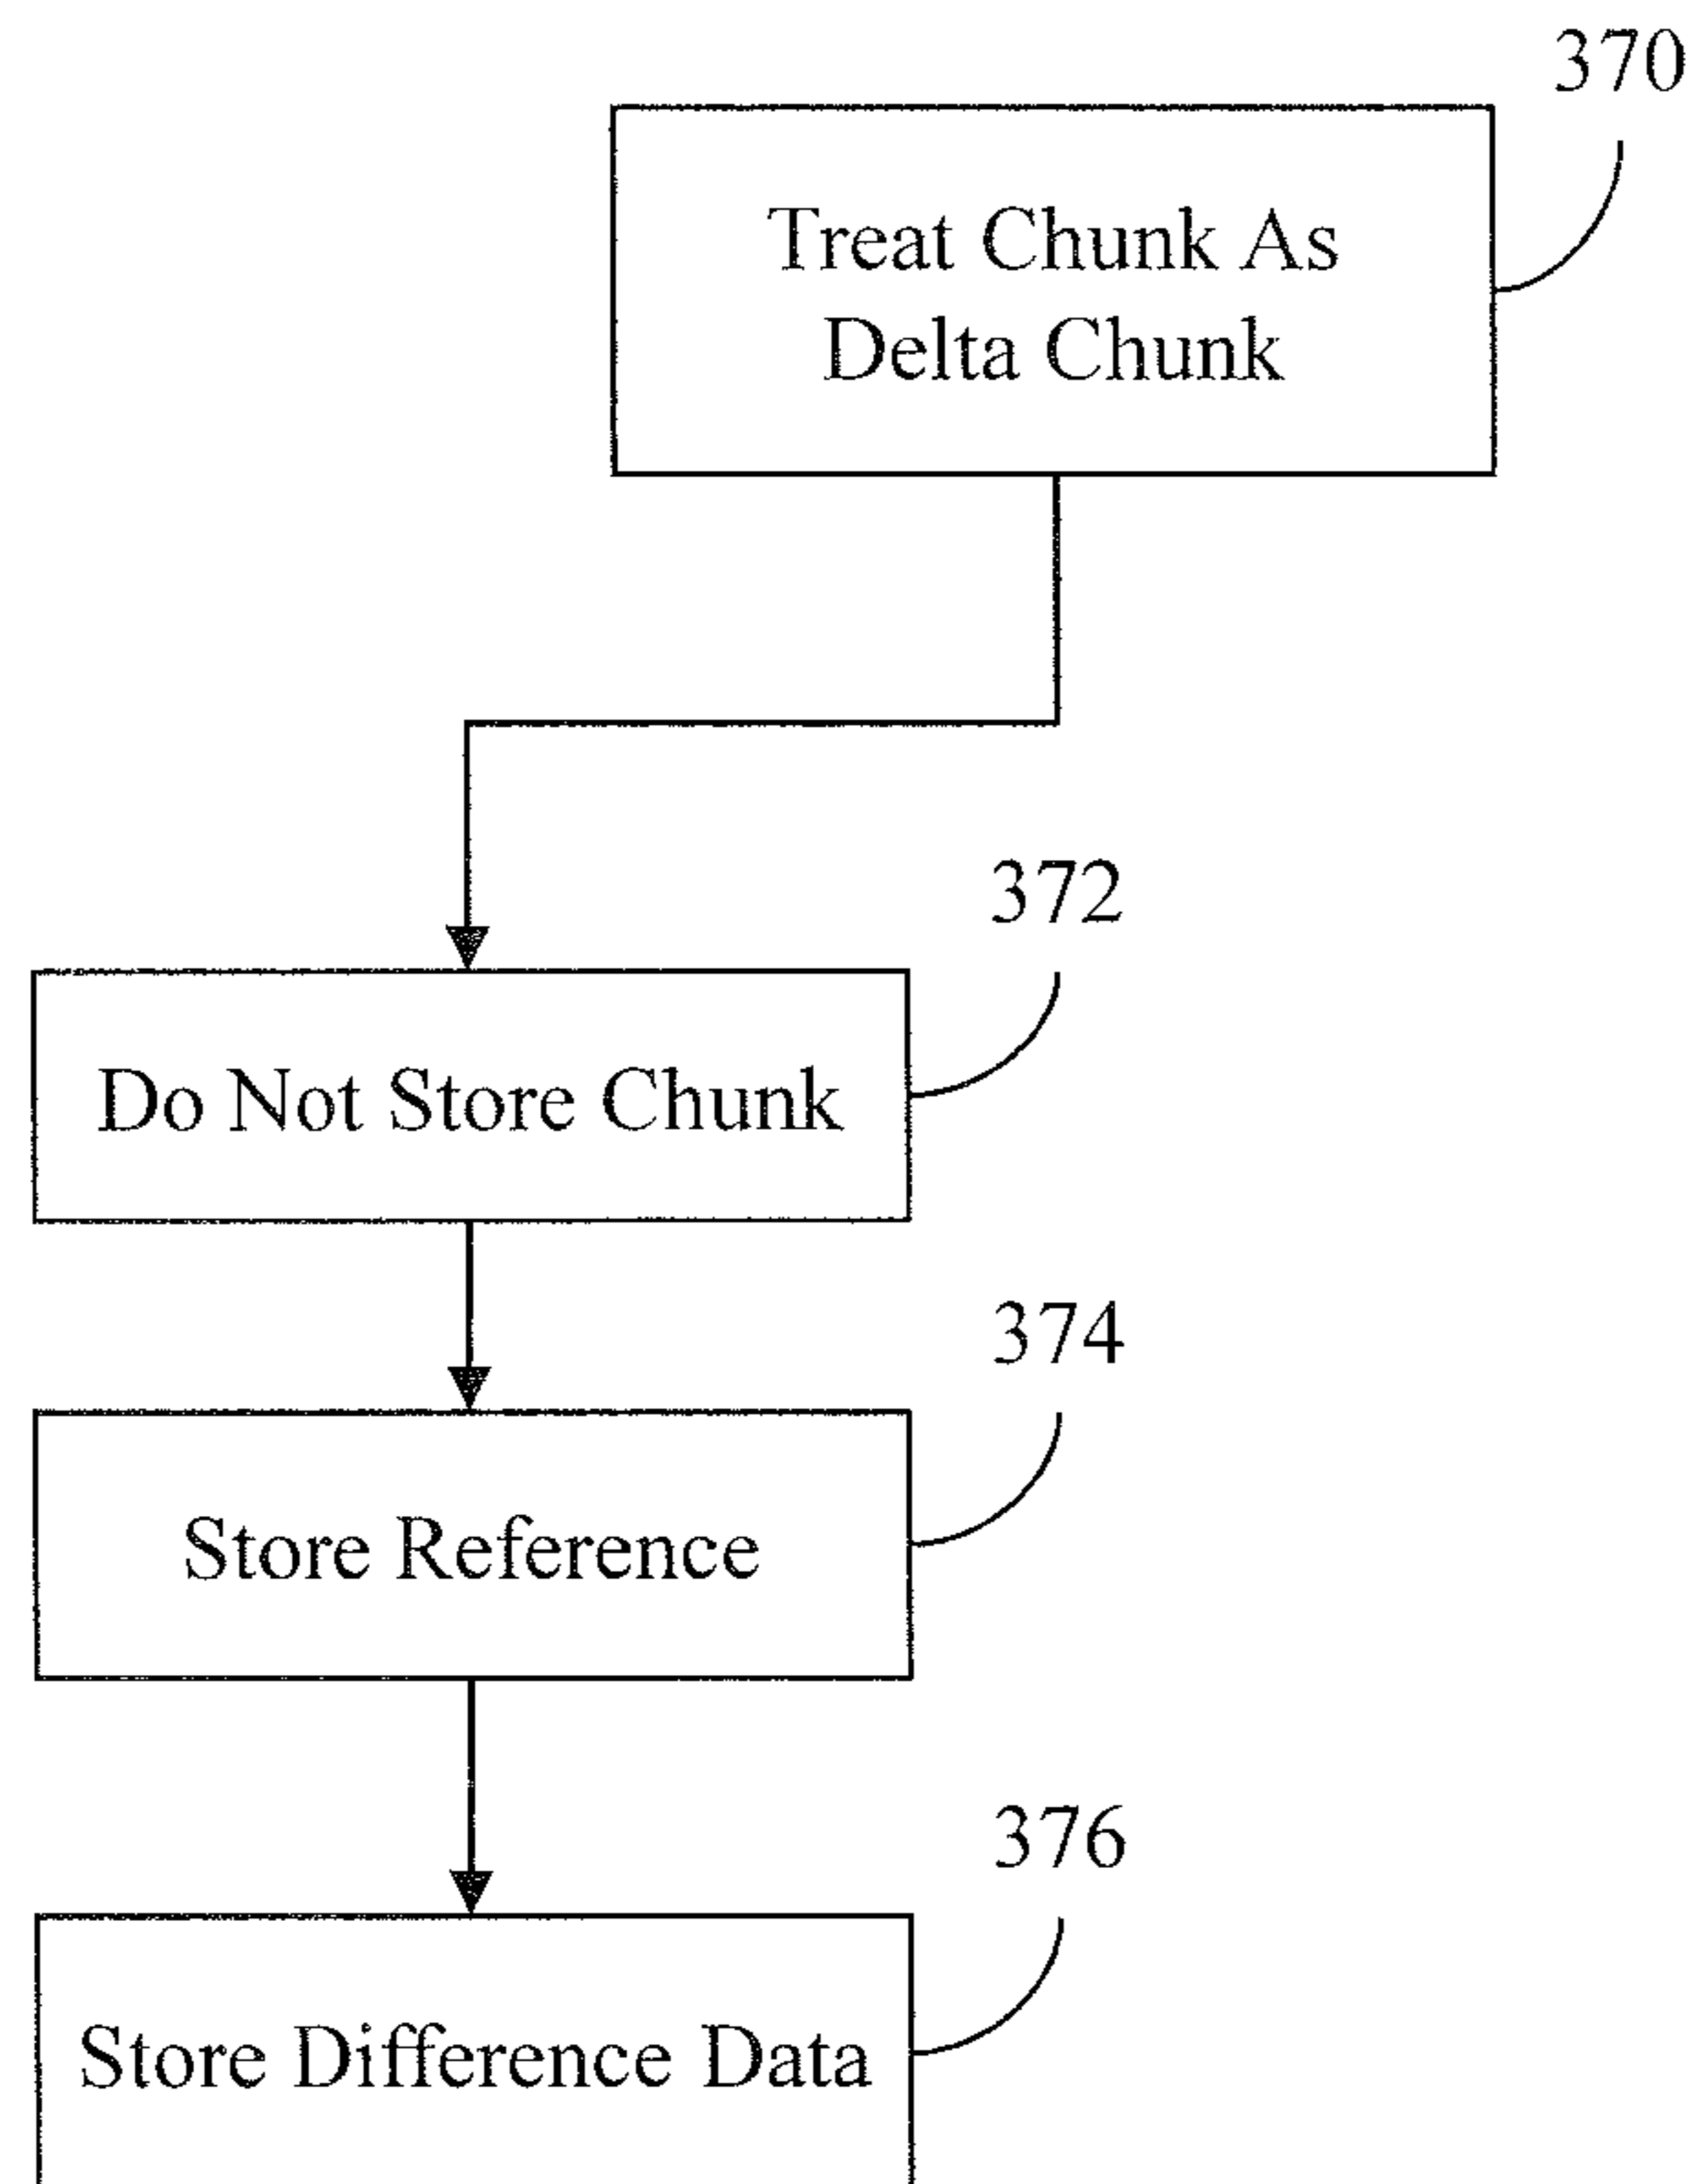 370
Treat Chunk As
Delta Chunk
372
Do Not Store Chunk
374
Store Reference
376
Store Difference Data